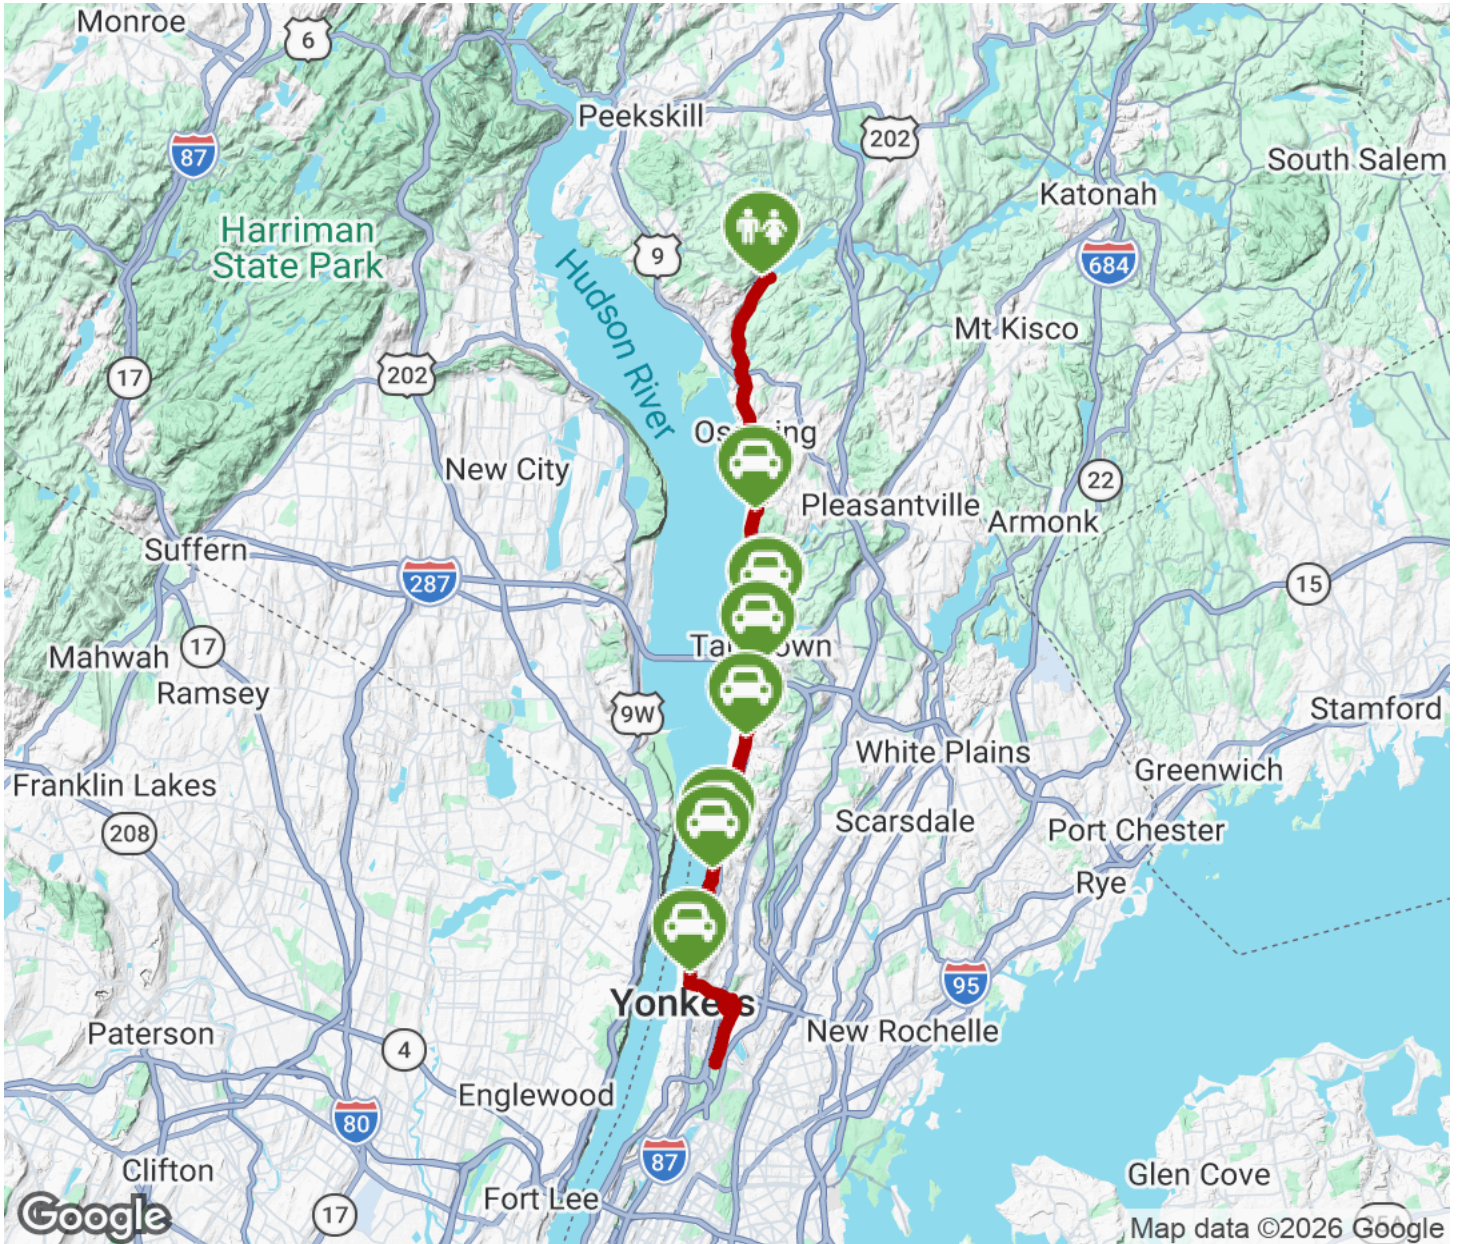 Monroe
6
Peekskill
202
87
South Salem
Katonah
Harriman
State Park
9
684
Hudson River
Mt Kisco
17
202
New City
22
Pleasantville
Armonk
Suffern
287
15
17
Mahwah
Ramsey
9W
Stamford
White Plains
Greenwich
Franklin Lakes
208
Scarsdale
Port Chester
Rye
95
Yonkers
New Rochelle
Paterson
4
Englewood
80
87
Clifton
Glen Cove
Fort Lee
17
Google
Map data ©2026 Google